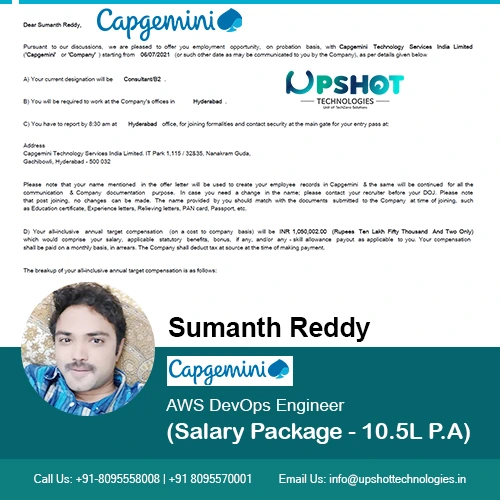 Dear Sumanth Reddy,
Capgemini
Pursuant to our discussions, we are pleased to offer you employment opportunity, on probation basis, with Capgemini Technology Services India Limited
("Capgemini" or 'Company' ) starting from 06/07/2021 (or such other date as may be communicated to you by the Company), as per details given below
A) Your current designation will be Consultant/B2 .
UPSHOT
TECHNOLOGIES
Unit of TechZone Solutions
B) You will be required to work at the Company's offices in Hyderabad .
C) You have to report by 8:30 am at Hyderabad office, for joining formalities and contact security at the main gate for your entry pass at:
Address
Capgemini Technology Services India Limited. IT Park 1,115 / 32&35, Nanakram Guda,
Gachibowli, Hyderabad - 500 032
Please note that your name mentioned in the offer letter will be used to create your employee records in Capgemini & the same will be continued for all the
communication & Company documentation purpose. In case you need a change in the name; please contact your recruiter before your DOJ. Please note
that post joining, no changes can be made. The name provided by you should match with the documents submitted to the Company at time of joining, such
as Education certificate, Experience letters, Relieving letters, PAN card, Passport, etc.
D) Your all-inclusive annual target compensation (on a cost to company basis) will be INR 1,050,002.00 (Rupees Ten Lakh Fifty Thousand And Two Only)
which would comprise your salary, applicable statutory benefits, bonus, if any, and/or any - skill allowance payout as applicable to you. Your compensation
shall be paid on a monthly basis, in arrears. The Company shall deduct tax at source at the time of making payment.
The breakup of your all-inclusive annual target compensation is as follows:
Sumanth Reddy
Capgemini
AWS DevOps Engineer
(Salary Package - 10.5L P.A)
Call Us: +91-8095558008 | +91 8095570001 Email Us: info@upshottechnologies.in